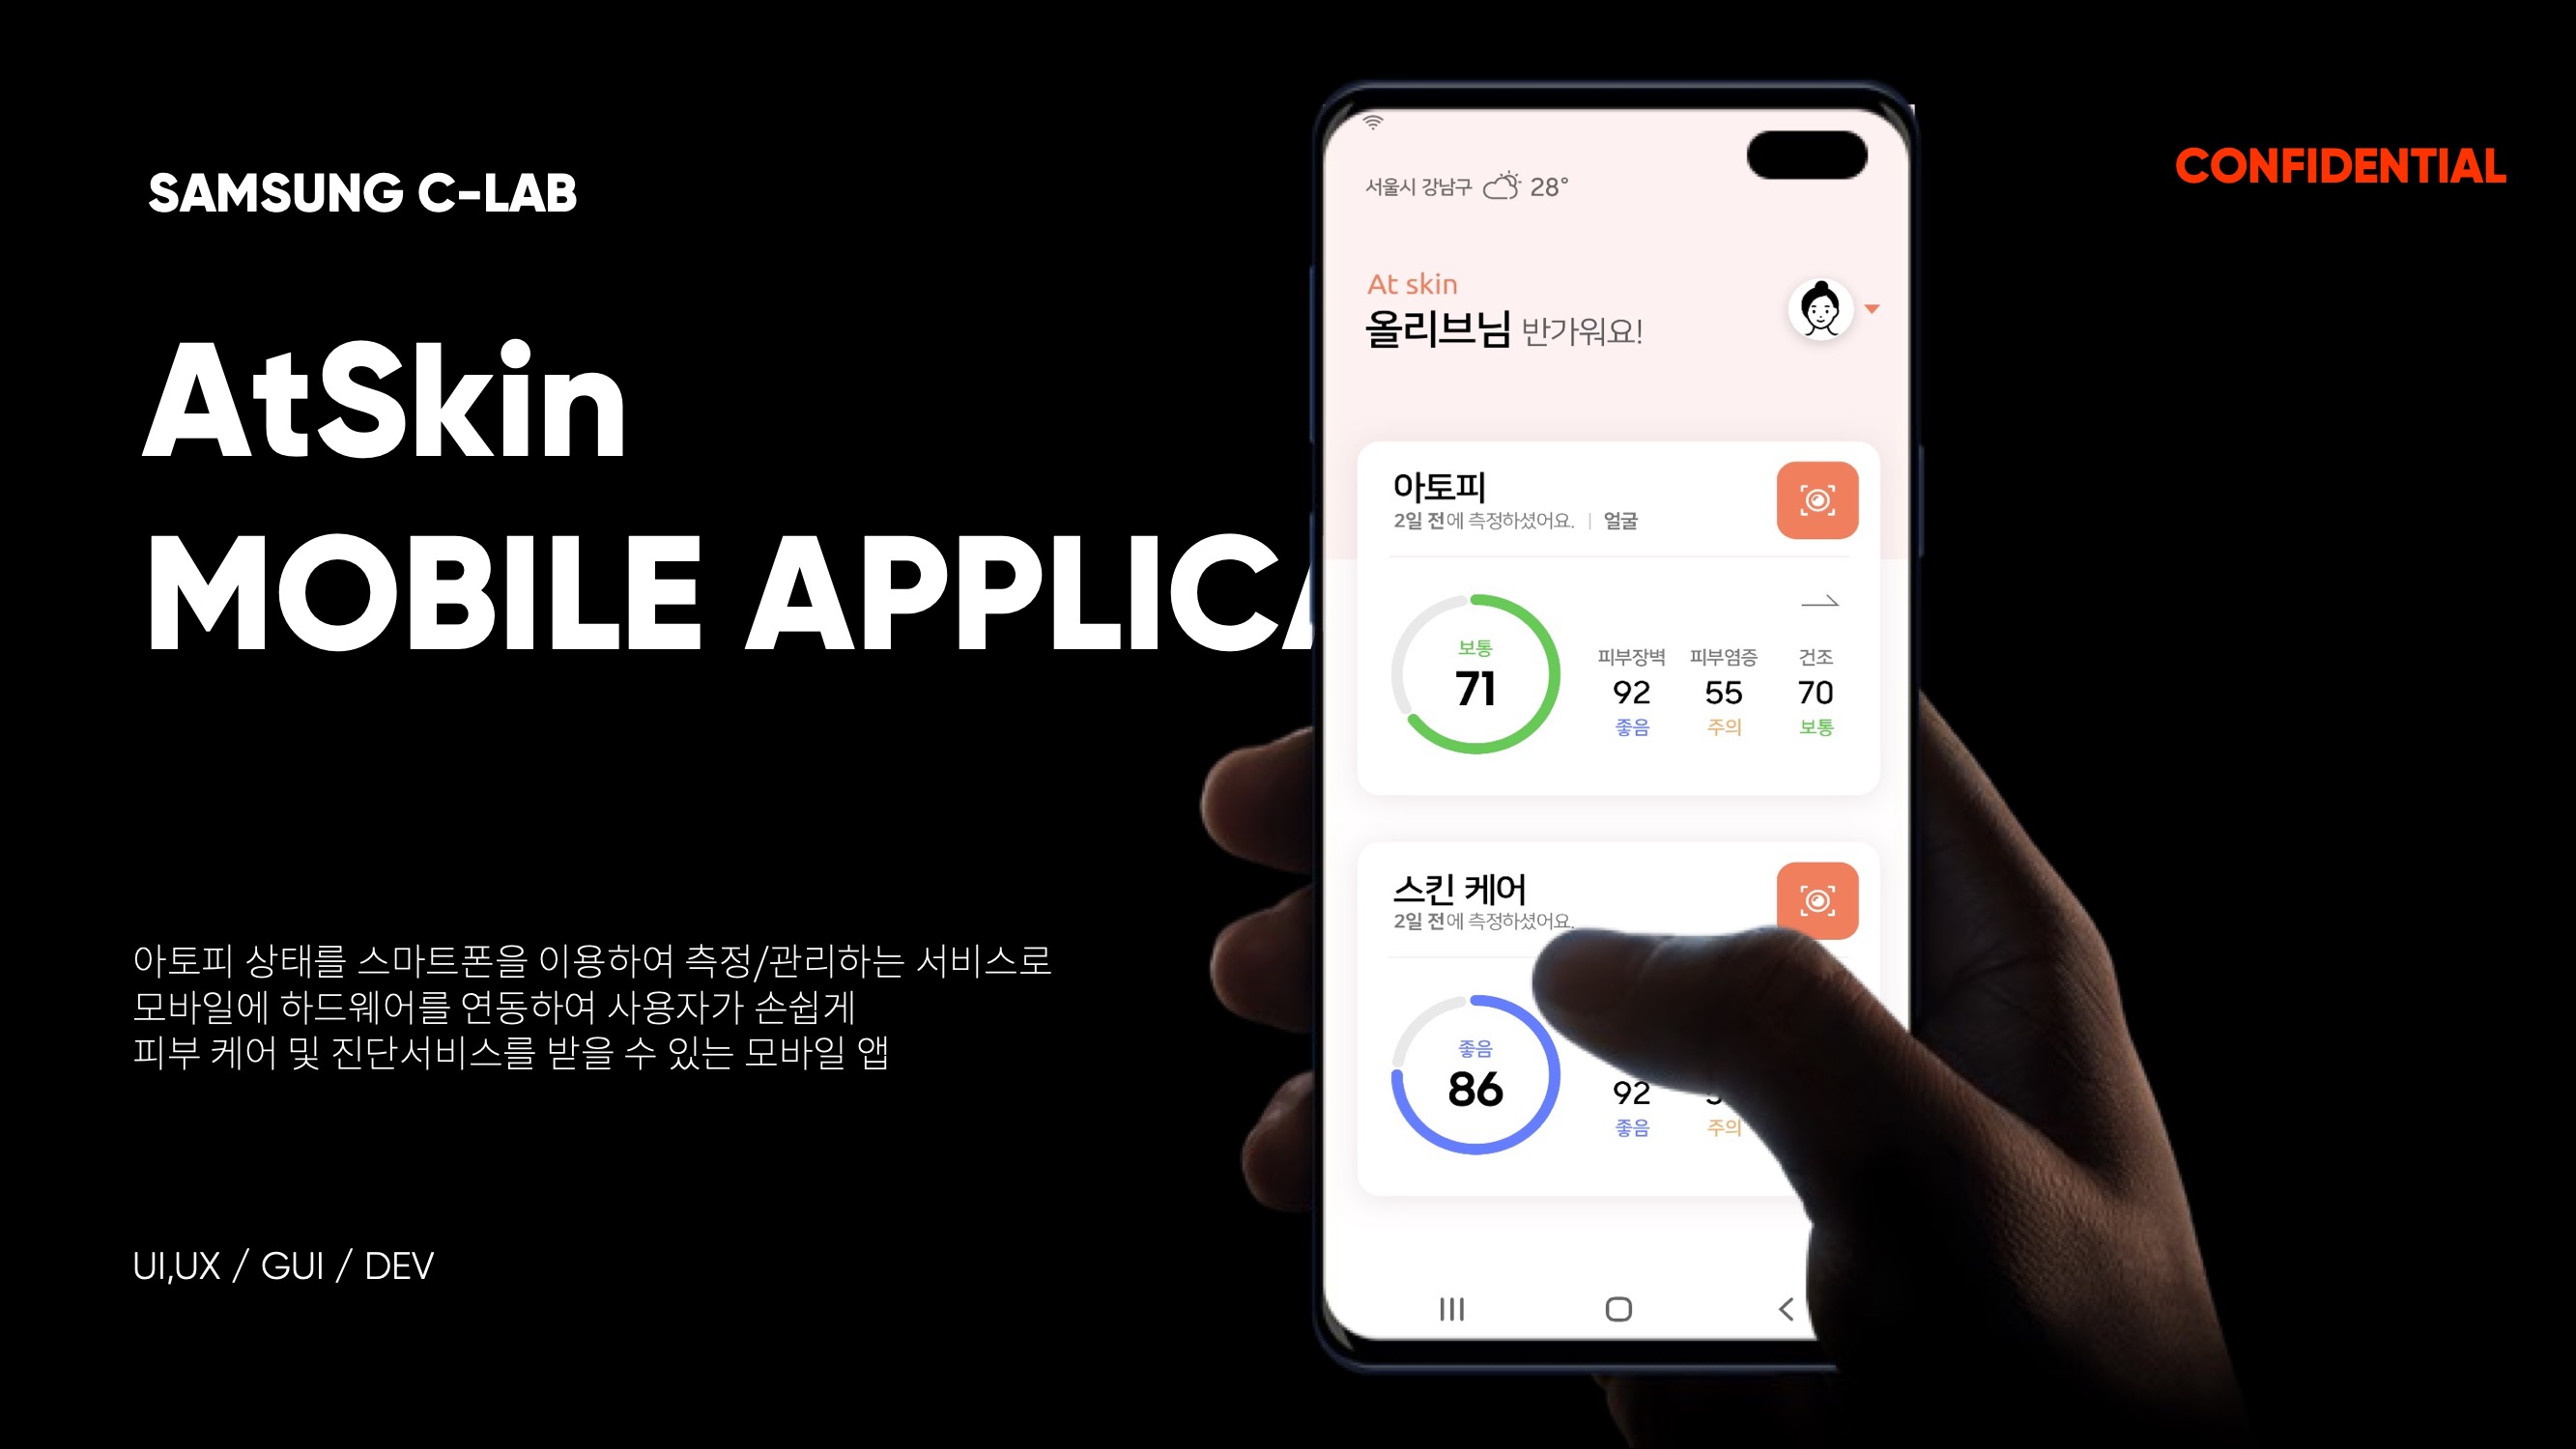 SAMSUNG C-LAB
CONFIDENTIAL
AtSkin
MOBILE
아토피 상태를 스마트폰을 이용하여 측정/관리하는 서비스로
모바일에 하드웨어를 연동하여 사용자가 손쉽게
피부 케어 및 진단서비스를 받을 수 있는 모바일 앱
UI,UX / GUI / DEV
서울시 강남구 28°
At skin
올리브님 반가워요!
아토피
2일 전에 측정하셨어요. | 얼굴
보통
71
피부장벽 피부염증 건조
92 55 70
좋음 주의 보통
스킨 케어
2일 전에 측정하셨어요.
좋음
86
92
좋음 주의